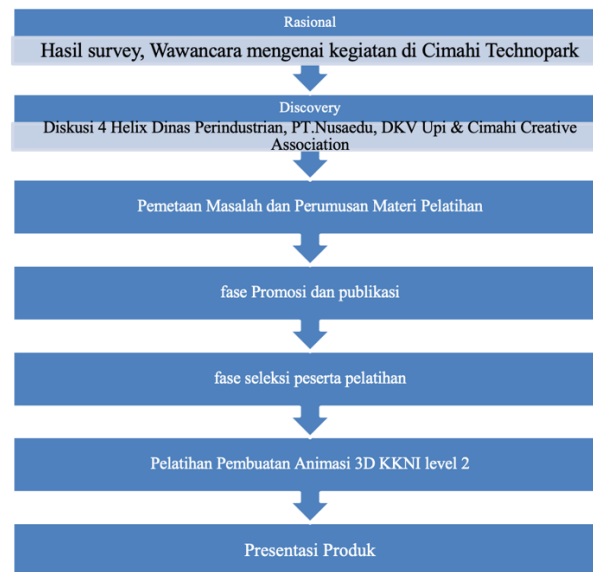 Rasional
Hasil survey, Wawancara mengenai kegiatan di Cimahi Technopark
Discovery
Diskusi 4 Helix Dinas Perindustrian, PT.Nusaedu, DKV Upi & Cimahi Creative
Association
Pemetaan Masalah dan Perumusan Materi Pelatihan
fase Promosi dan publikasi
fase seleksi peserta pelatihan
Pelatihan Pembuatan Animasi 3D KKNI level 2
Presentasi Produk